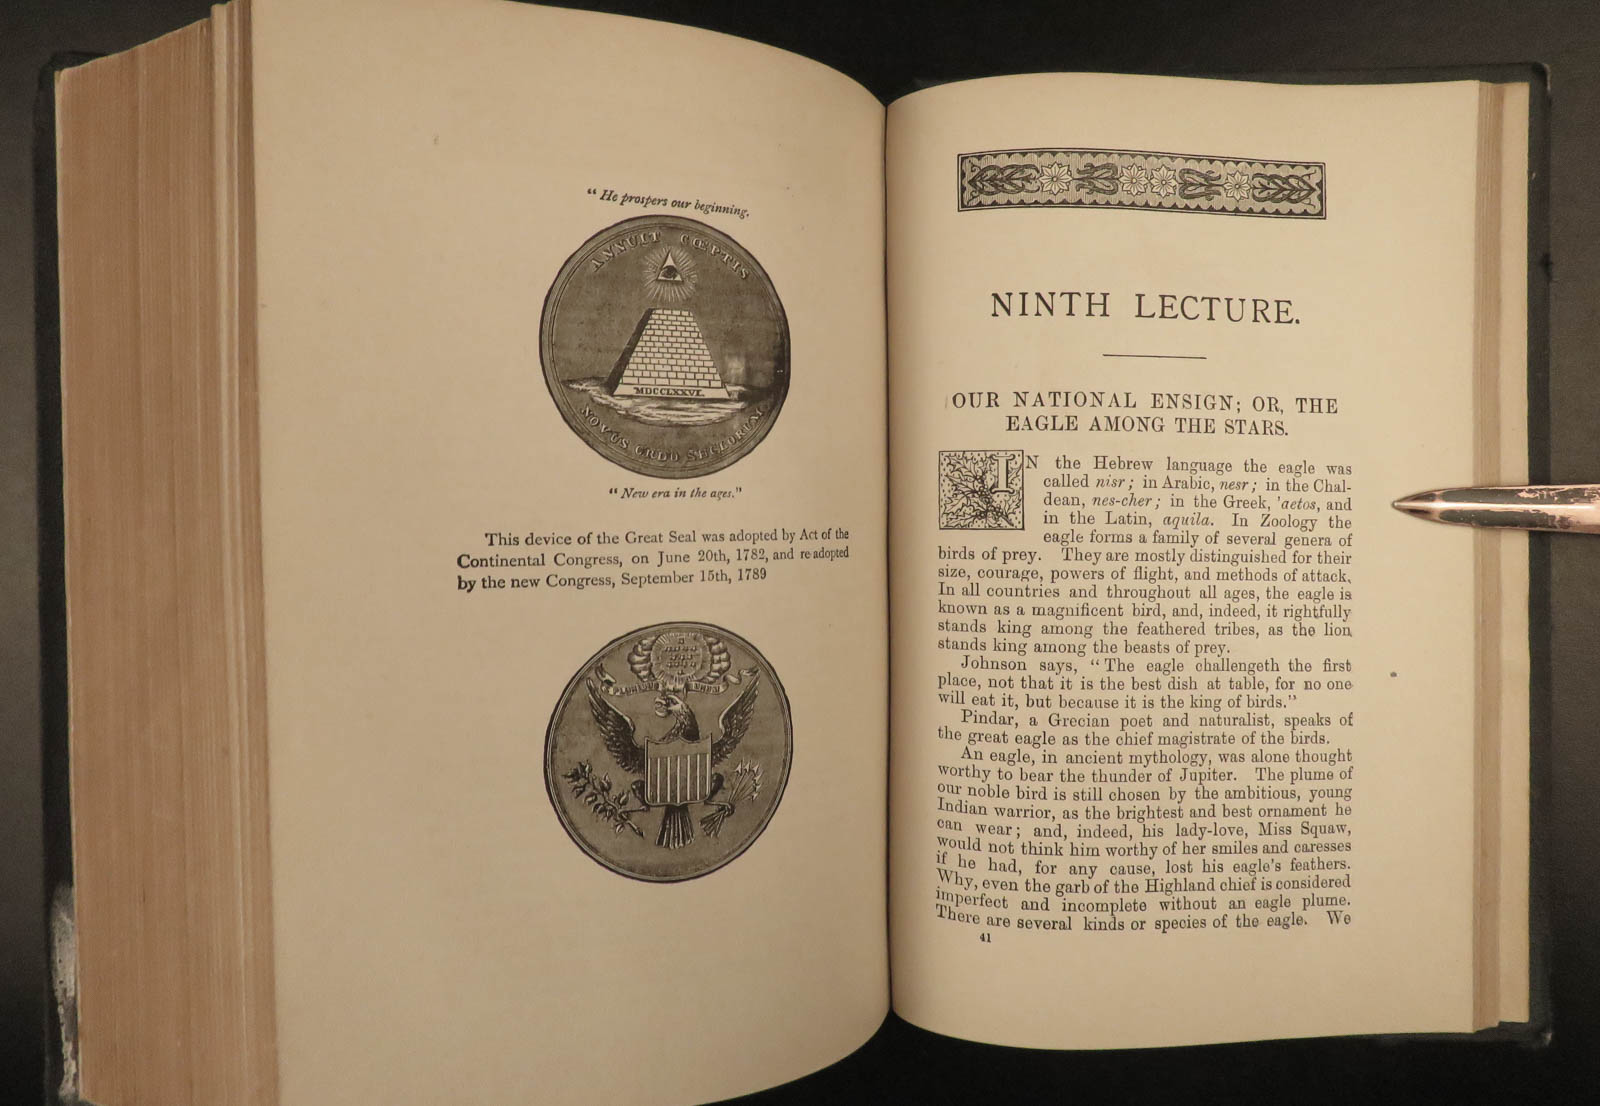 “ He prospers our beginning.
ANNUIT CŒPTIS
MDCCLXXVI.
NOVUS ORDO SECLORUM
“ New era in the ages.”
This device of the Great Seal was adopted by Act of the
Continental Congress, on June 20th, 1782, and re adopted
by the new Congress, September 15th, 1789
PLURIBUS UNUM
NINTH LECTURE.
OUR NATIONAL ENSIGN; OR, THE
EAGLE AMONG THE STARS.
IN the Hebrew language the eagle was
called nisr ; in Arabic, nesr ; in the Chal-
dean, nes-cher ; in the Greek, 'aetos, and
in the Latin, aquila. In Zoology the
eagle forms a family of several genera of
birds of prey. They are mostly distinguished for their
size, courage, powers of flight, and methods of attack.
In all countries and throughout all ages, the eagle is
known as a magnificent bird, and, indeed, it rightfully
stands king among the feathered tribes, as the lion
stands king among the beasts of prey.
Johnson says, “ The eagle challengeth the first
place, not that it is the best dish at table, for no one
will eat it, but because it is the king of birds.”
Pindar, a Grecian poet and naturalist, speaks of
the great eagle as the chief magistrate of the birds.
An eagle, in ancient mythology, was alone thought
worthy to bear the thunder of Jupiter. The plume of
our noble bird is still chosen by the ambitious, young
Indian warrior, as the brightest and best ornament he
can wear ; and, indeed, his lady-love, Miss Squaw,
would not think him worthy of her smiles and caresses
if he had, for any cause, lost his eagle's feathers.
Why, even the garb of the Highland chief is considered
imperfect and incomplete without an eagle plume.
There are several kinds or species of the eagle. We
41